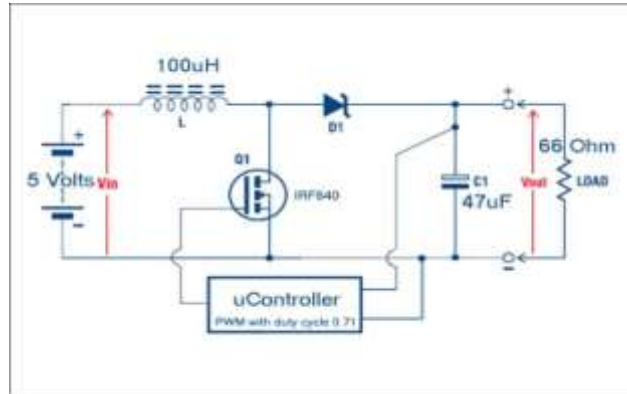 100uH
L
D1
Q1
IRF840
+
5 Volts
Vin
-
+
66 Ohm
C1
47uF
Vout
LOAD
-
uController
PWM with duty cycle 0.71